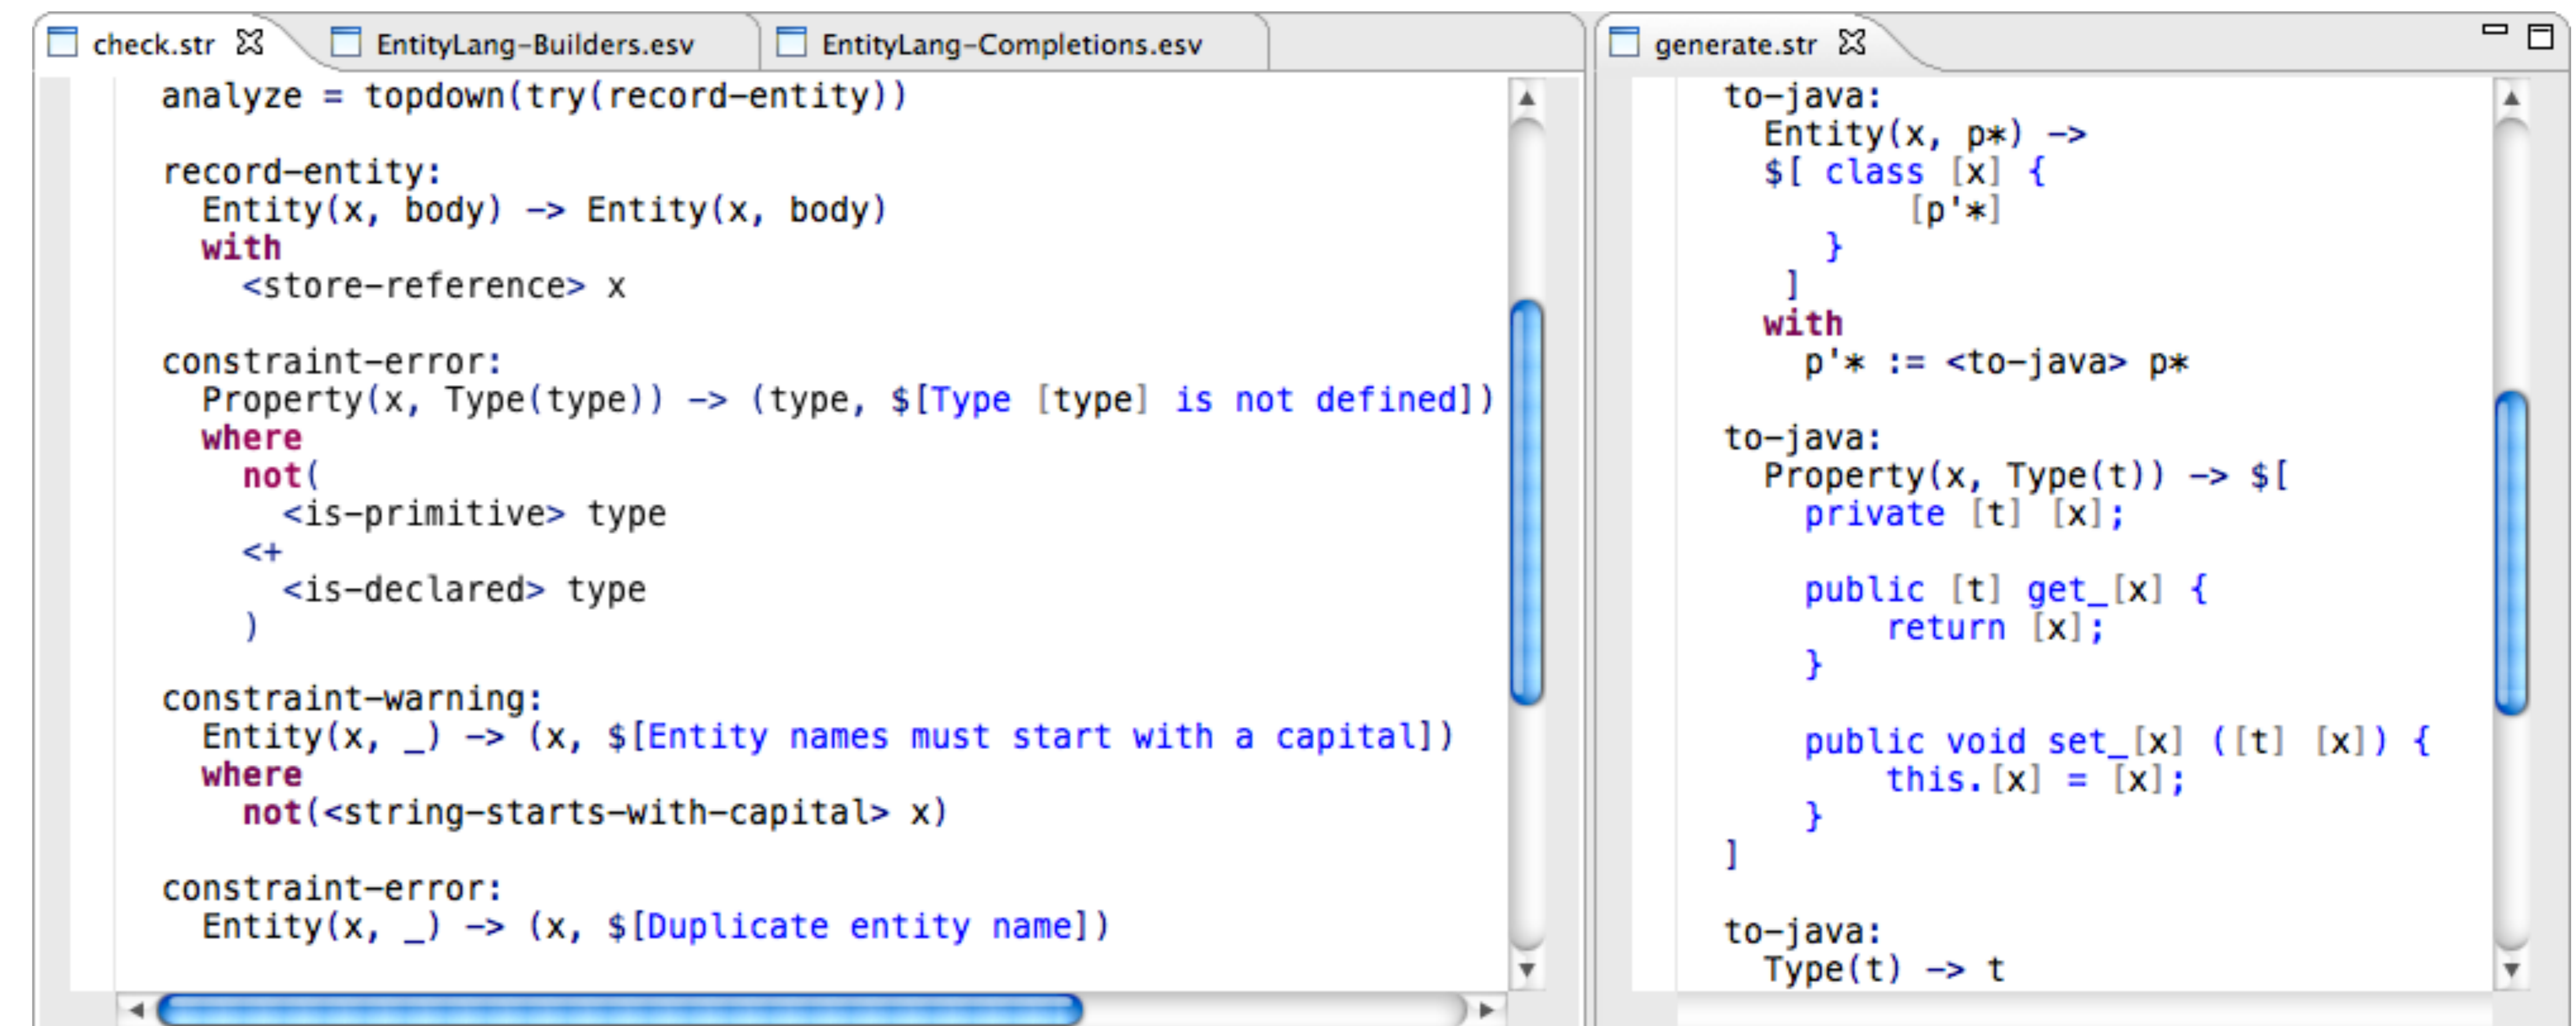 check.str
EntityLang-Builders.esv
EntityLang-Completions.esv
analyze = topdown(try(record-entity))

record-entity:
  Entity(x, body) -> Entity(x, body)
  with
    <store-reference> x

constraint-error:
  Property(x, Type(type)) -> (type, $[Type [type] is not defined])
  where
    not(
      <is-primitive> type
    <+
      <is-declared> type
    )

constraint-warning:
  Entity(x, _) -> (x, $[Entity names must start with a capital])
  where
    not(<string-starts-with-capital> x)

constraint-error:
  Entity(x, _) -> (x, $[Duplicate entity name])

generate.str
to-java:
  Entity(x, p*) ->
  $[ class [x] {
         [p'*]
     }
   ]
  with
    p'* := <to-java> p*

to-java:
  Property(x, Type(t)) -> $[
    private [t] [x];

    public [t] get_[x] {
        return [x];
    }

    public void set_[x] ([t] [x]) {
        this.[x] = [x];
    }
]

to-java:
  Type(t) -> t